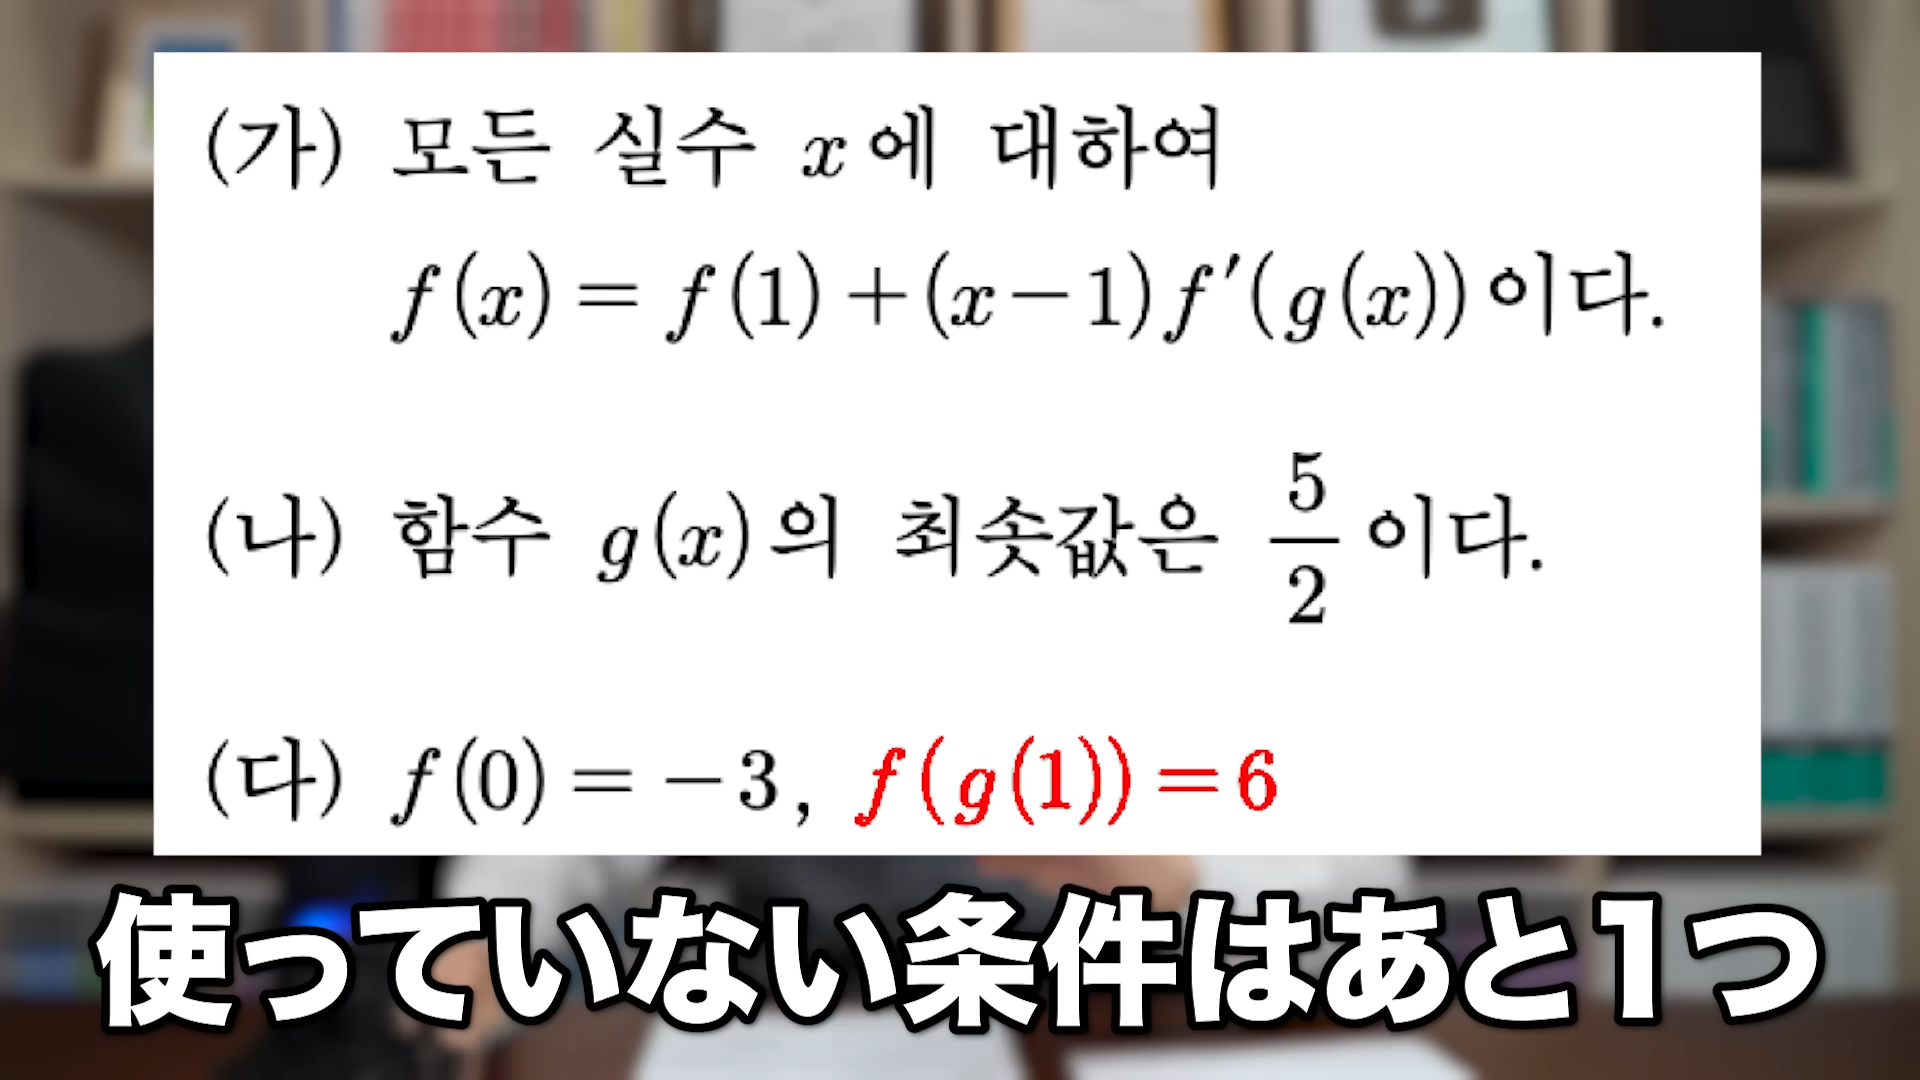 (가) 모든 실수 x에 대하여
f(x)=f(1)+(x−1)f′(g(x))이다.
(나) 함수 g(x)의 최솟값은 5/2 이다.
(다) f(0)=−3, f(g(1))=6
使っていない条件はあと1つ